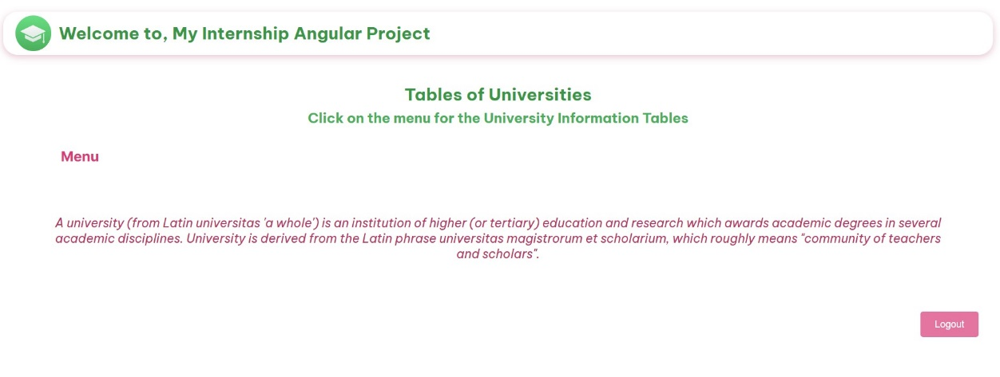 Welcome to, My Internship Angular Project
Tables of Universities
Click on the menu for the University Information Tables
Menu
A university (from Latin universitas 'a whole') is an institution of higher (or tertiary) education and research which awards academic degrees in several
academic disciplines. University is derived from the Latin phrase universitas magistrorum et scholarium, which roughly means "community of teachers
and scholars".
Logout